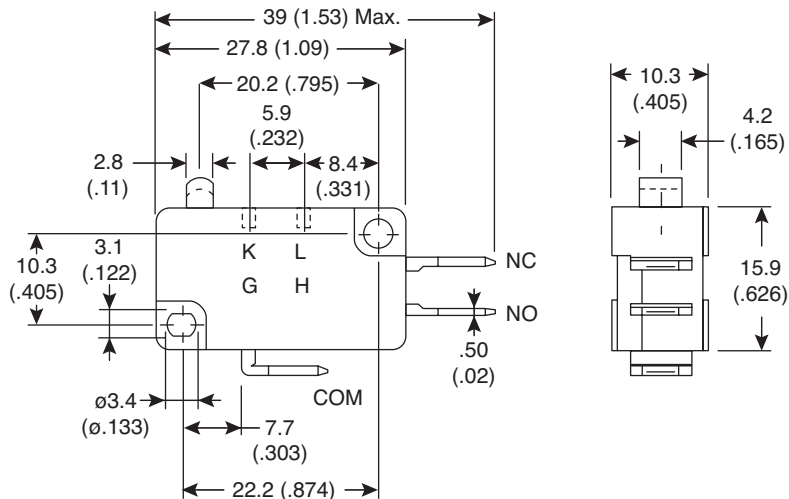 39 (1.53) Max.
27.8 (1.09)
20.2 (.795)
5.9
(.232)
2.8
(.11)
8.4
(.331)
10.3
(.405)
4.2
(.165)
K L
G H
3.1
(.122)
10.3
(.405)
NC
NO
15.9
(.626)
.50
(.02)
COM
ø3.4
(ø.133)
7.7
(.303)
22.2 (.874)